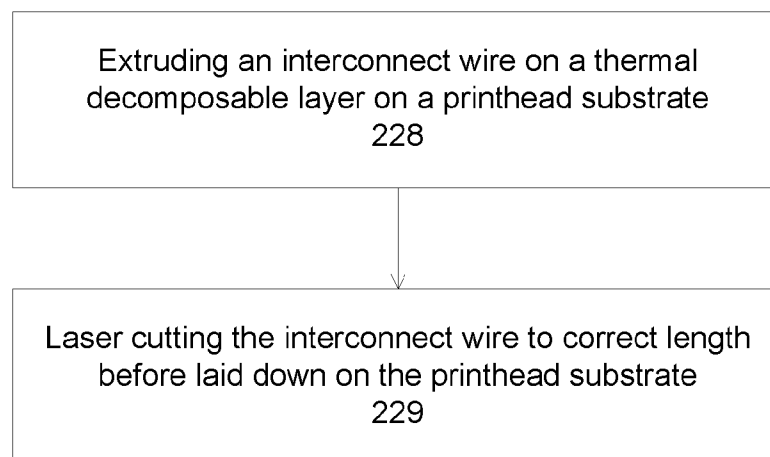 Extruding an interconnect wire on a thermal
decomposable layer on a printhead substrate
228
Laser cutting the interconnect wire to correct length
before laid down on the printhead substrate
229